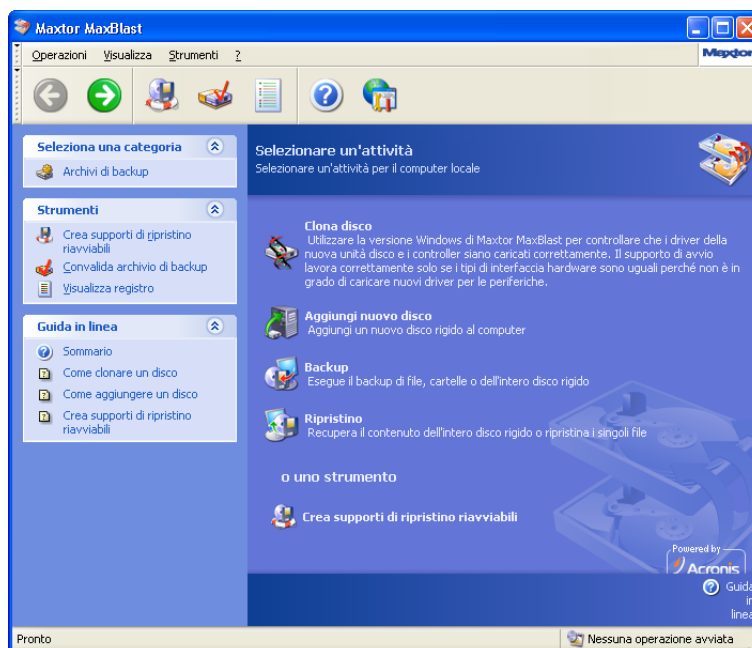 Maxtor MaxBlast
Operazioni Visualizza Strumenti ?
Maxtor
Seleziona una categoria
Archivi di backup
Strumenti
Crea supporti di ripristino
riavviabili
Convalida archivio di backup
Visualizza registro
Guida in linea
Sommario
Come clonare un disco
Come aggiungere un disco
Crea supporti di ripristino
riavviabili
Selezionare un'attività
Selezionare un'attività per il computer locale
Clona disco
Utilizzare la versione Windows di Maxtor MaxBlast per controllare che i driver della
nuova unità disco e i controller siano caricati correttamente. Il supporto di avvio
lavora correttamente solo se i tipi di interfaccia hardware sono uguali perché non è in
grado di caricare nuovi driver per le periferiche.
Aggiungi nuovo disco
Aggiungi un nuovo disco rigido al computer
Backup
Esegue il backup di file, cartelle o dell'intero disco rigido
Ripristino
Recupera il contenuto dell'intero disco rigido o ripristina i singoli file
o uno strumento
Crea supporti di ripristino riavviabili
Powered by
Acronis
Guida
in
linea
Pronto
Nessuna operazione avviata